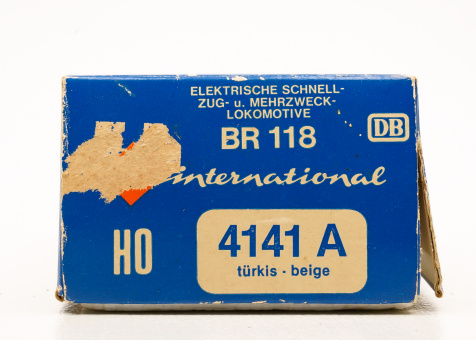 ELEKTRISCHE SCHNELL-
ZUG- u. MEHRZWECK-
LOKOMOTIVE
BR 118
DB
international
HO
4141 A
türkis - beige